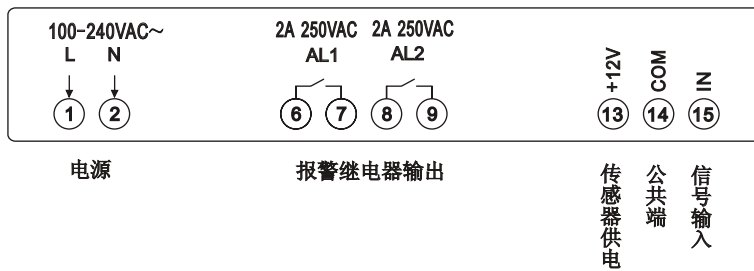 100-240VAC～
L N
2A 250VAC 2A 250VAC
AL1 AL2
+12V
COM
IN
1 2 6 7 8 9 13 14 15
电源
报警继电器输出
传感器供电
公共端
信号输入